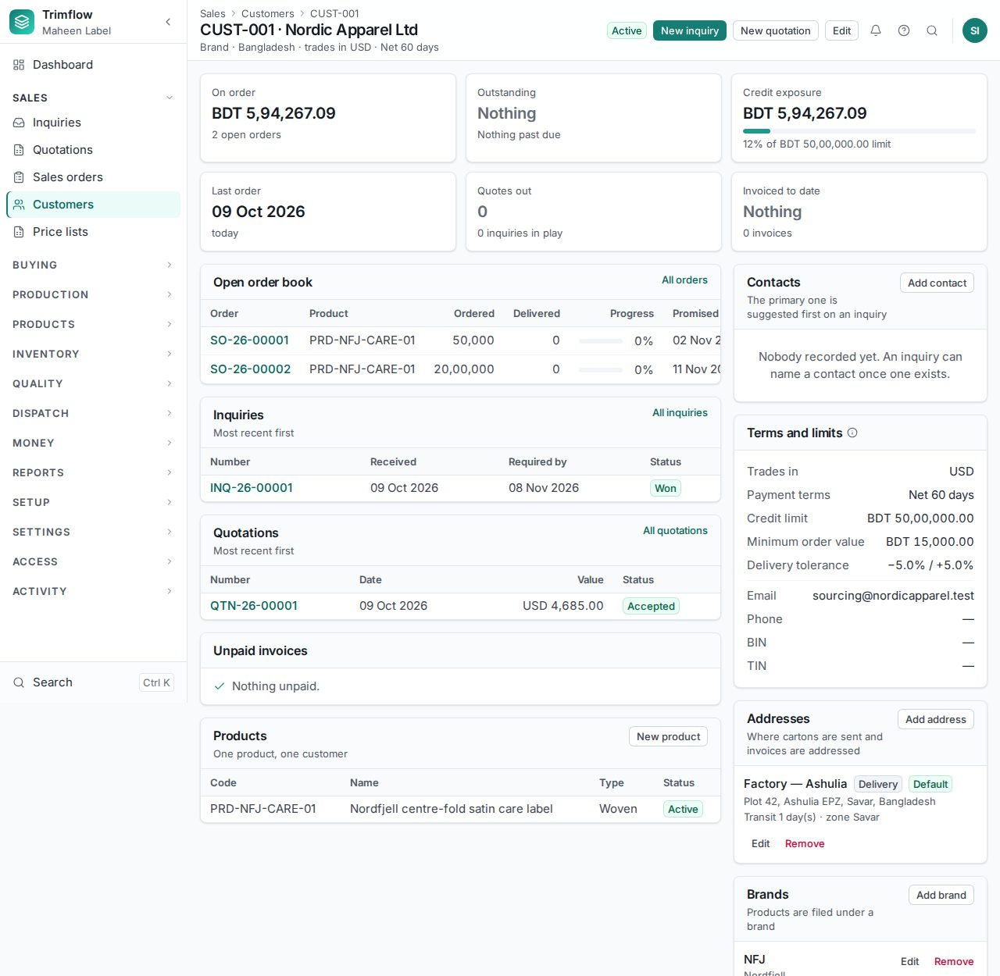 Trimflow
Maheen Label
Dashboard
SALES
Inquiries
Quotations
Sales orders
Customers
Price lists
BUYING
PRODUCTION
PRODUCTS
INVENTORY
QUALITY
DISPATCH
MONEY
REPORTS
SETUP
SETTINGS
ACCESS
ACTIVITY
Search Ctrl K
Sales Customers CUST-001
CUST-001 · Nordic Apparel Ltd
Brand · Bangladesh · trades in USD · Net 60 days
Active New inquiry New quotation Edit SI
On order
BDT 5,94,267.09
2 open orders
Outstanding
Nothing
Nothing past due
Credit exposure
BDT 5,94,267.09
12% of BDT 50,00,000.00 limit
Last order
09 Oct 2026
today
Quotes out
0
0 inquiries in play
Invoiced to date
Nothing
0 invoices
Open order book All orders
Order Product Ordered Delivered Progress Promised
SO-26-00001 PRD-NFJ-CARE-01 50,000 0 0% 02 Nov 2
SO-26-00002 PRD-NFJ-CARE-01 20,00,000 0 0% 11 Nov 20
Inquiries All inquiries
Most recent first
Number Received Required by Status
INQ-26-00001 09 Oct 2026 08 Nov 2026 Won
Quotations All quotations
Most recent first
Number Date Value Status
QTN-26-00001 09 Oct 2026 USD 4,685.00 Accepted
Unpaid invoices
Nothing unpaid.
Products New product
One product, one customer
Code Name Type Status
PRD-NFJ-CARE-01 Nordfjell centre-fold satin care label Woven Active
Contacts Add contact
The primary one is
suggested first on an inquiry
Nobody recorded yet. An inquiry can
name a contact once one exists.
Terms and limits
Trades in USD
Payment terms Net 60 days
Credit limit BDT 50,00,000.00
Minimum order value BDT 15,000.00
Delivery tolerance −5.0% / +5.0%
Email sourcing@nordicapparel.test
Phone —
BIN —
TIN —
Addresses Add address
Where cartons are sent and
invoices are addressed
Factory — Ashulia Delivery Default
Plot 42, Ashulia EPZ, Savar, Bangladesh
Transit 1 day(s) · zone Savar
Edit Remove
Brands Add brand
Products are filed under a
brand
NFJ Edit Remove
Nordfjell